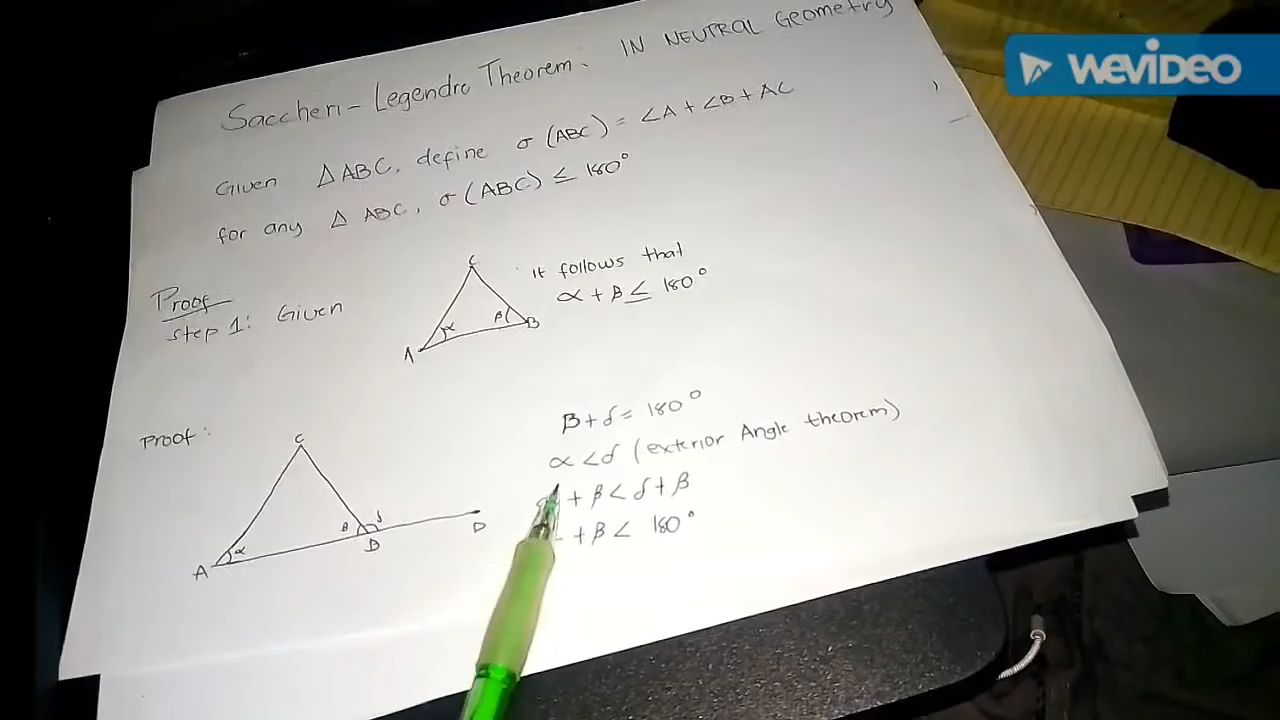 Saccheri - Legendre Theorem. IN NEUTRAL GEOMETRY
WEVIDEO
Given △ABC, define σ(ABC) = ∠A + ∠B + AC
for any △ ABC, σ(ABC) ≤ 180°
Proof
Step 1: Given
C
A
α
β
B
it follows that
α + β ≤ 180°
Proof:
C
A
α
β
δ
B
D
β + δ = 180°
α < δ (exterior Angle theorem)
+ β < δ + β
+ β < 180°